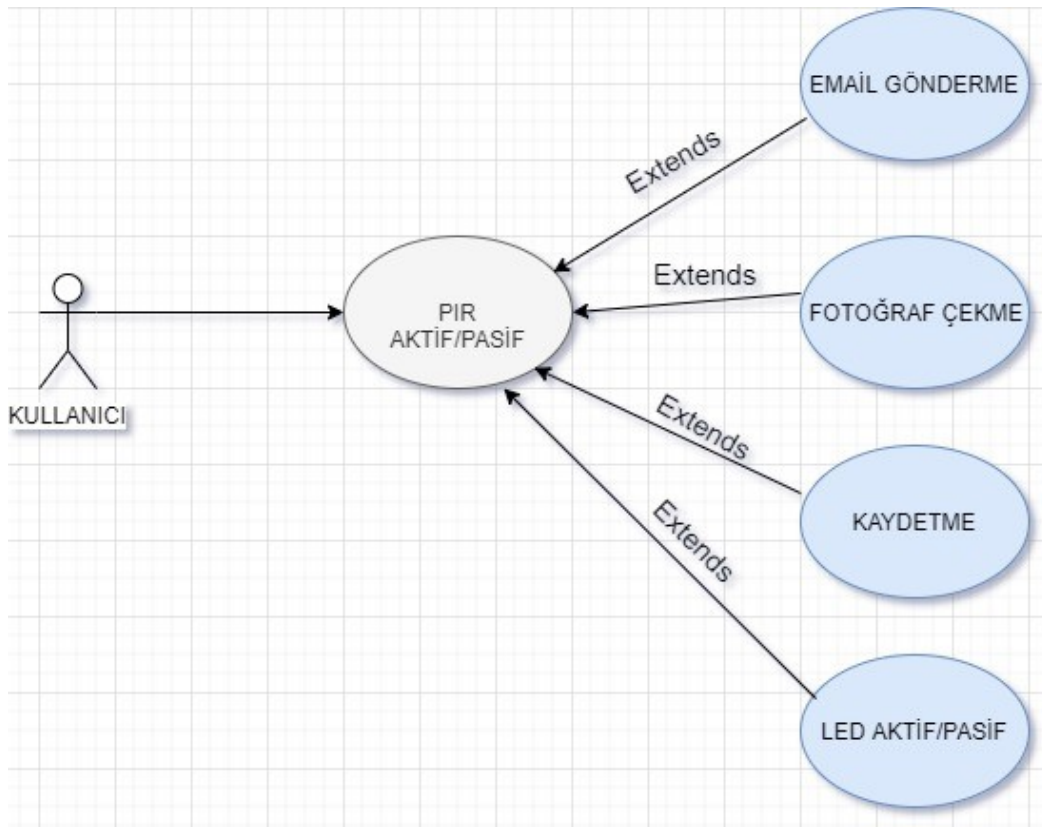 EMAİL GÖNDERME
Extends
Extends
FOTOĞRAF ÇEKME
PIR
AKTİF/PASİF
KULLANICI
Extends
KAYDETME
Extends
LED AKTİF/PASİF